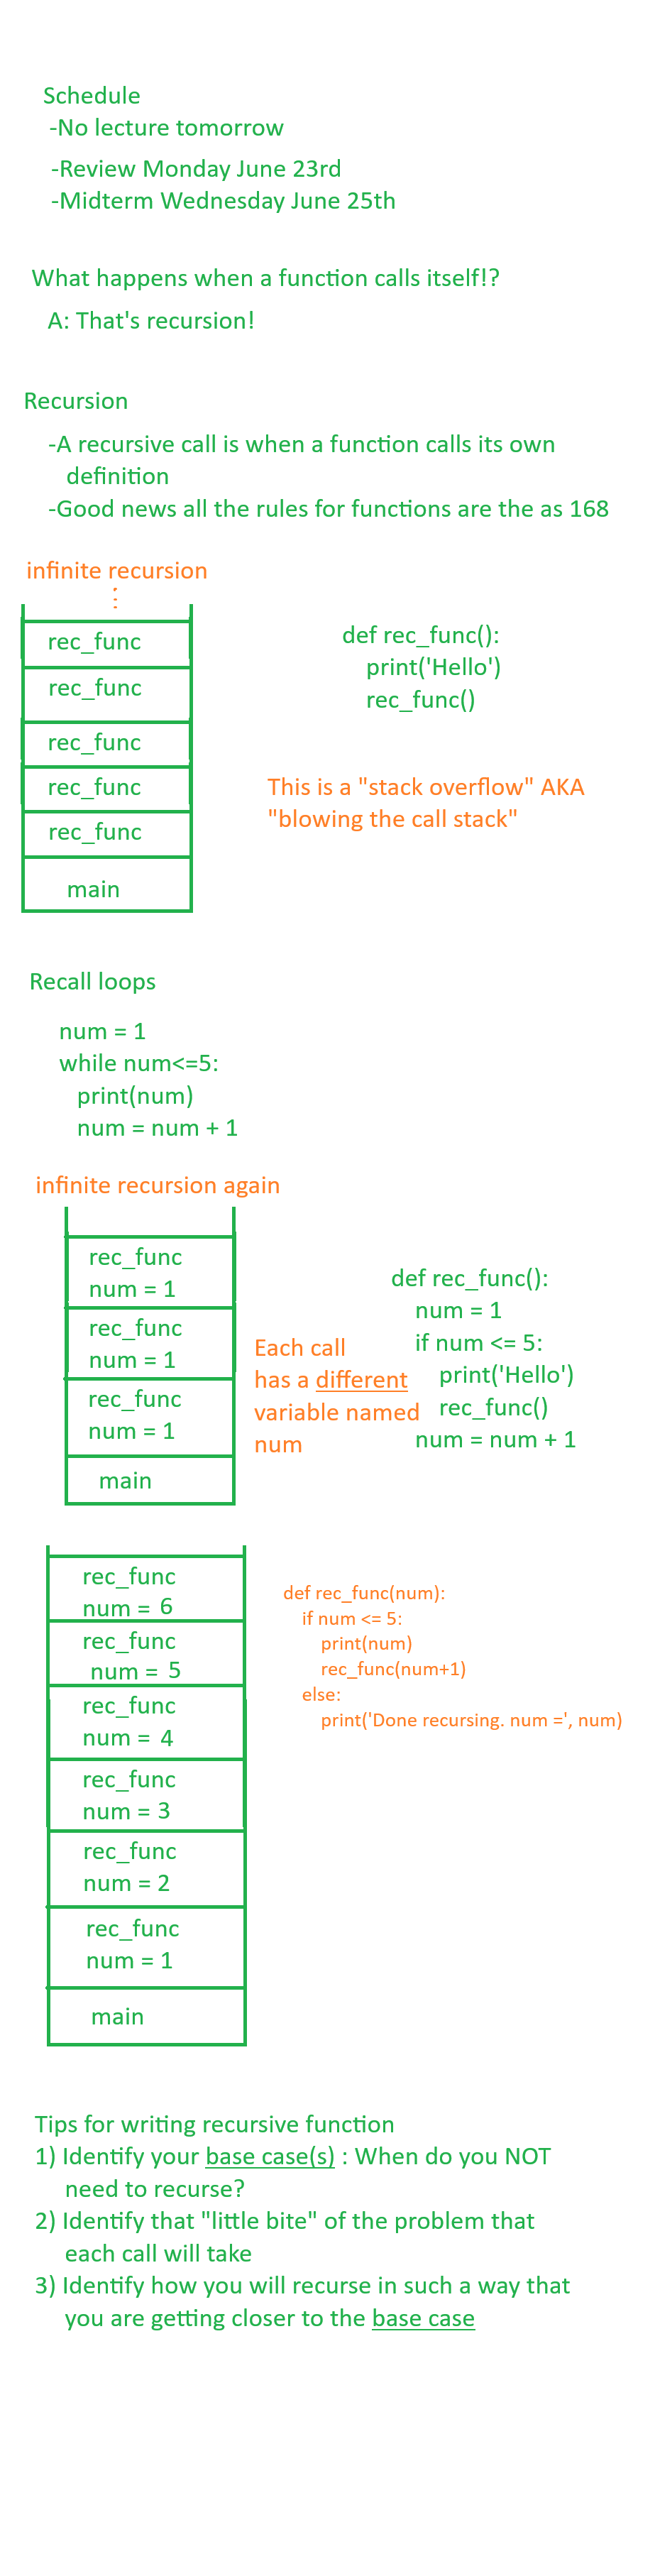 Schedule
-No lecture tomorrow
-Review Monday June 23rd
-Midterm Wednesday June 25th
What happens when a function calls itself!?
A: That's recursion!
Recursion
-A recursive call is when a function calls its own
definition
-Good news all the rules for functions are the as 168
infinite recursion
rec_func
rec_func
rec_func
rec_func
rec_func
main
def rec_func():
print('Hello')
rec_func()
This is a "stack overflow" AKA
"blowing the call stack"
Recall loops
num = 1
while num<=5:
print(num)
num = num + 1
infinite recursion again
rec_func
num = 1
rec_func
num = 1
rec_func
num = 1
main
Each call
has a different
variable named
num
def rec_func():
num = 1
if num <= 5:
print('Hello')
rec_func()
num = num + 1
rec_func
num = 6
rec_func
num = 5
rec_func
num = 4
rec_func
num = 3
rec_func
num = 2
rec_func
num = 1
main
def rec_func(num):
if num <= 5:
print(num)
rec_func(num+1)
else:
print('Done recursing. num =', num)
Tips for writing recursive function
1) Identify your base case(s) : When do you NOT
need to recurse?
2) Identify that "little bite" of the problem that
each call will take
3) Identify how you will recurse in such a way that
you are getting closer to the base case